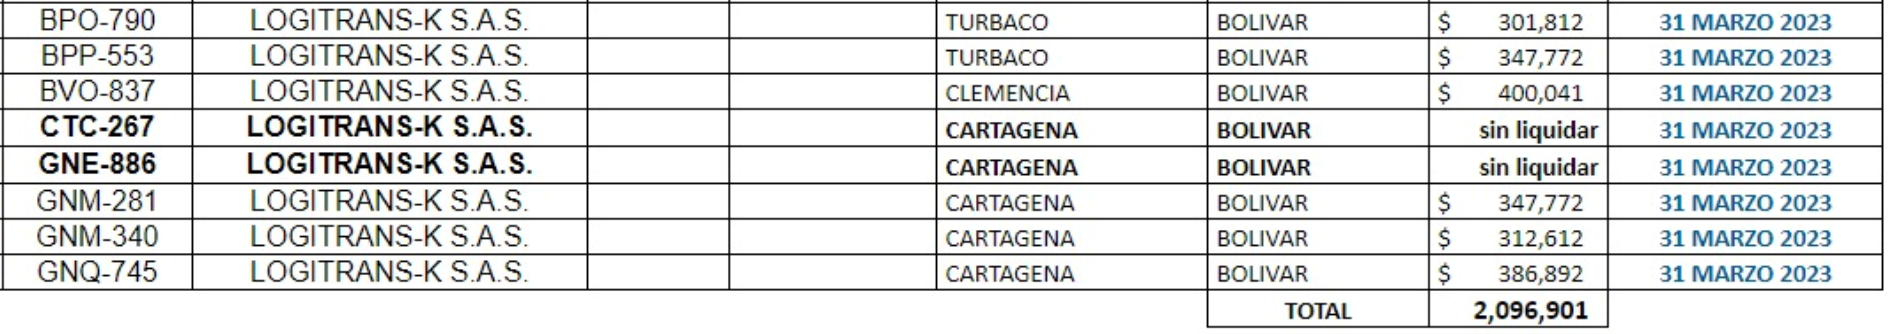 BPO-790 LOGITRANS-K S.A.S. TURBACO BOLIVAR $ 301,812 31 MARZO 2023
BPP-553 LOGITRANS-K S.A.S. TURBACO BOLIVAR $ 347,772 31 MARZO 2023
BVO-837 LOGITRANS-K S.A.S. CLEMENCIA BOLIVAR $ 400,041 31 MARZO 2023
CTC-267 LOGITRANS-K S.A.S. CARTAGENA BOLIVAR sin liquidar 31 MARZO 2023
GNE-886 LOGITRANS-K S.A.S. CARTAGENA BOLIVAR sin liquidar 31 MARZO 2023
GNM-281 LOGITRANS-K S.A.S. CARTAGENA BOLIVAR $ 347,772 31 MARZO 2023
GNM-340 LOGITRANS-K S.A.S. CARTAGENA BOLIVAR $ 312,612 31 MARZO 2023
GNQ-745 LOGITRANS-K S.A.S. CARTAGENA BOLIVAR $ 386,892 31 MARZO 2023
TOTAL 2,096,901